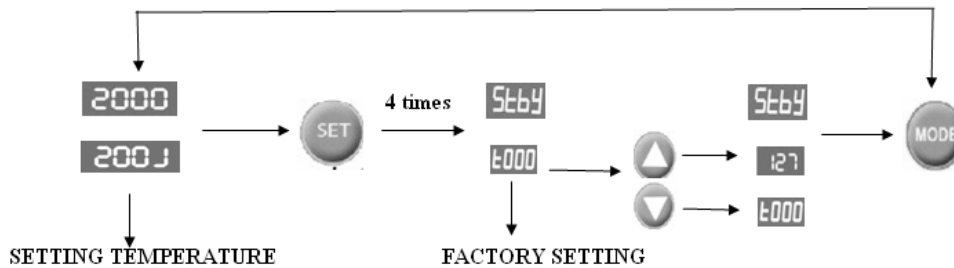 2000
200J
SET
4 times
Stby
t000
Stby
127
t000
MODE
SETTING TEMPERATURE
FACTORY SETTING